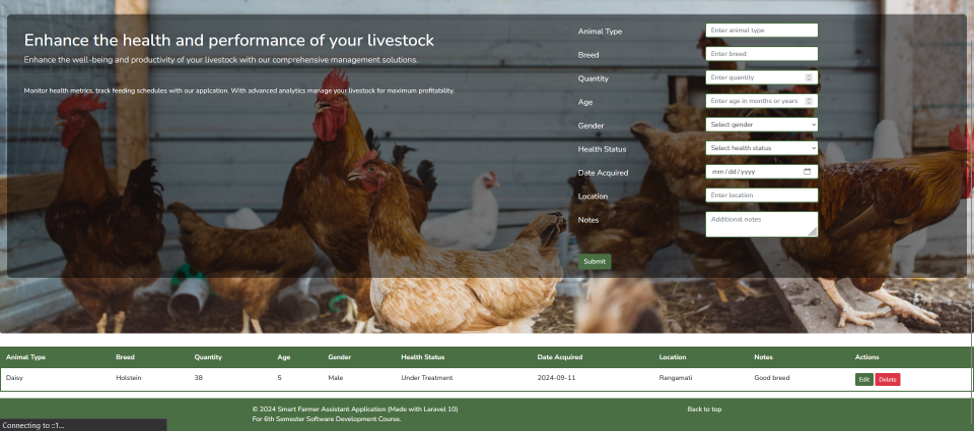 Enhance the health and performance of your livestock
Enhance the well-being and productivity of your livestock with our comprehensive management solutions.
Monitor health metrics, track feeding schedules with our applcation. With advanced analytics manage your livestock for maximum profitability.
Animal Type Enter animal type
Breed Enter breed
Quantity Enter quentity
Age Enter age in months or years
Gender Select gender
Health Status Select health status
Date Acquired mm/dd/yyyy
Location Enter location
Notes Additional notes
Submit
Animal Type Breed Quantity Age Gender Health Status Date Acquired Location Notes Actions
Daisy Holstein 38 5 Male Under Treatment 2024-09-11 Rangamati Good breed Edit Delete
© 2024 Smart Farmer Assistant Application (Made with Laravel 10) Back to top
For 6th Semester Software Development Course.
Connecting to ::1...